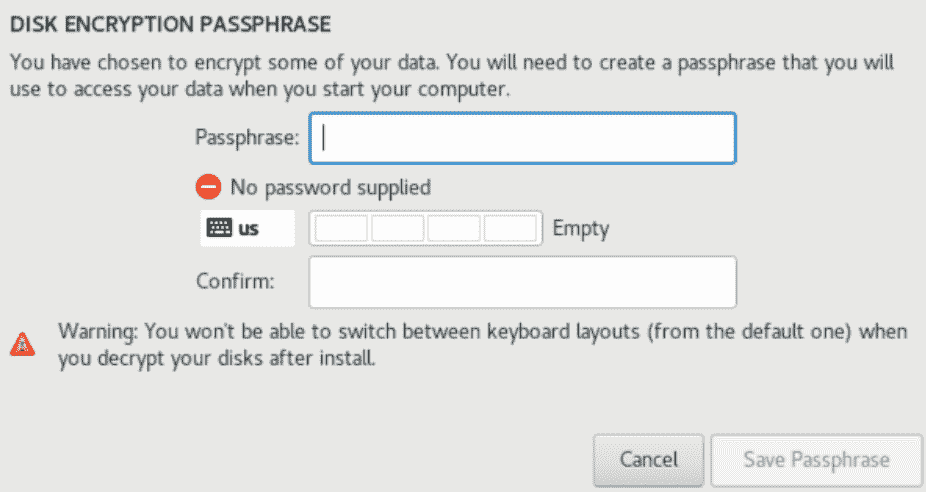 DISK ENCRYPTION PASSPHRASE
You have chosen to encrypt some of your data. You will need to create a passphrase that you will
use to access your data when you start your computer.
Passphrase:
No password supplied
us
Empty
Confirm:
Warning: You won't be able to switch between keyboard layouts (from the default one) when
you decrypt your disks after install.
Cancel
Save Passphrase